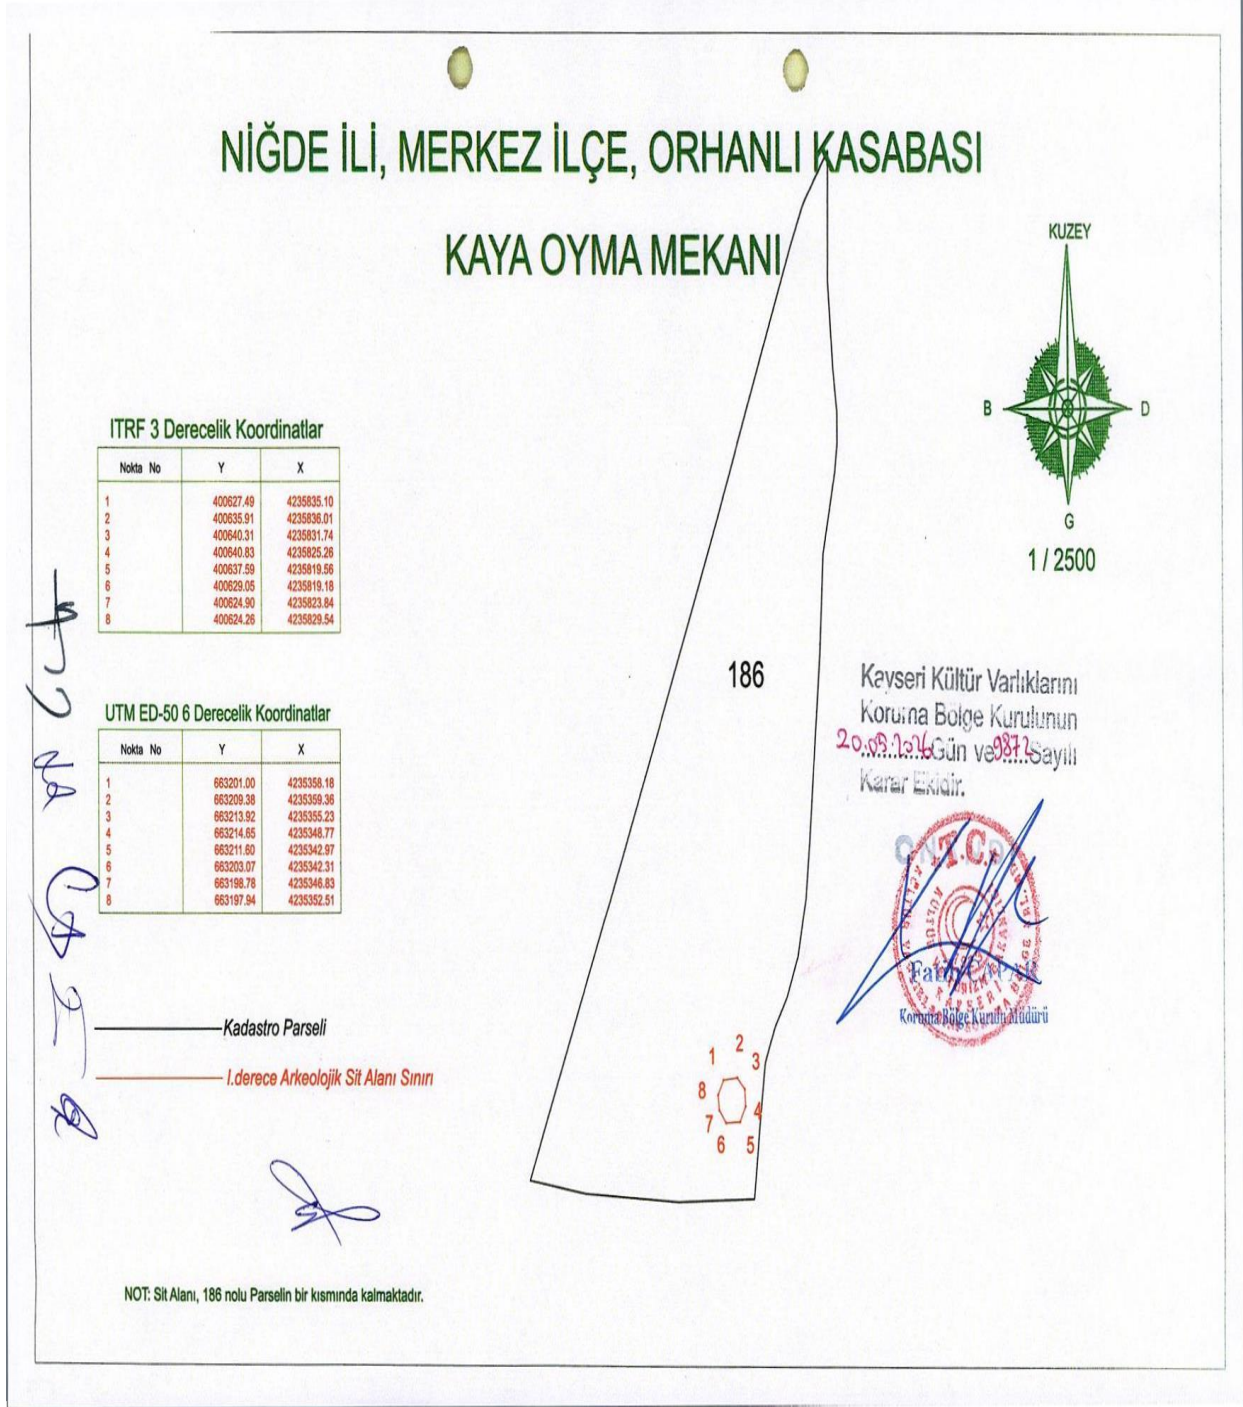 NİĞDE İLİ, MERKEZ İLÇE, ORHANLI KASABASI
KAYA OYMA MEKANI
KUZEY
B D
G
1 / 2500
ITRF 3 Derecelik Koordinatlar
Nokta No Y X
1 400627.49 4235835.10
2 400635.91 4235836.01
3 400640.31 4235831.74
4 400640.83 4235825.26
5 400637.59 4235819.56
6 400629.05 4235819.18
7 400624.90 4235823.84
8 400624.26 4235829.54
UTM ED-50 6 Derecelik Koordinatlar
Nokta No Y X
1 663201.00 4235358.18
2 663209.38 4235359.36
3 663213.92 4235355.23
4 663214.65 4235348.77
5 663211.60 4235342.97
6 663203.07 4235342.31
7 663198.78 4235346.83
8 663197.94 4235352.51
186
Kayseri Kültür Varlıklarını
Koruma Bölge Kurulunun
Gün ve 9872 Sayılı
Karar Ekidir.
T.C.
Fatih
Koruma Bölge Kurulu Müdürü
Kadastro Parseli
I.derece Arkeolojik Sit Alanı Sınırı
1
2
3
4
5
6
7
8
NOT: Sit Alanı, 186 nolu Parselin bir kısmında kalmaktadır.